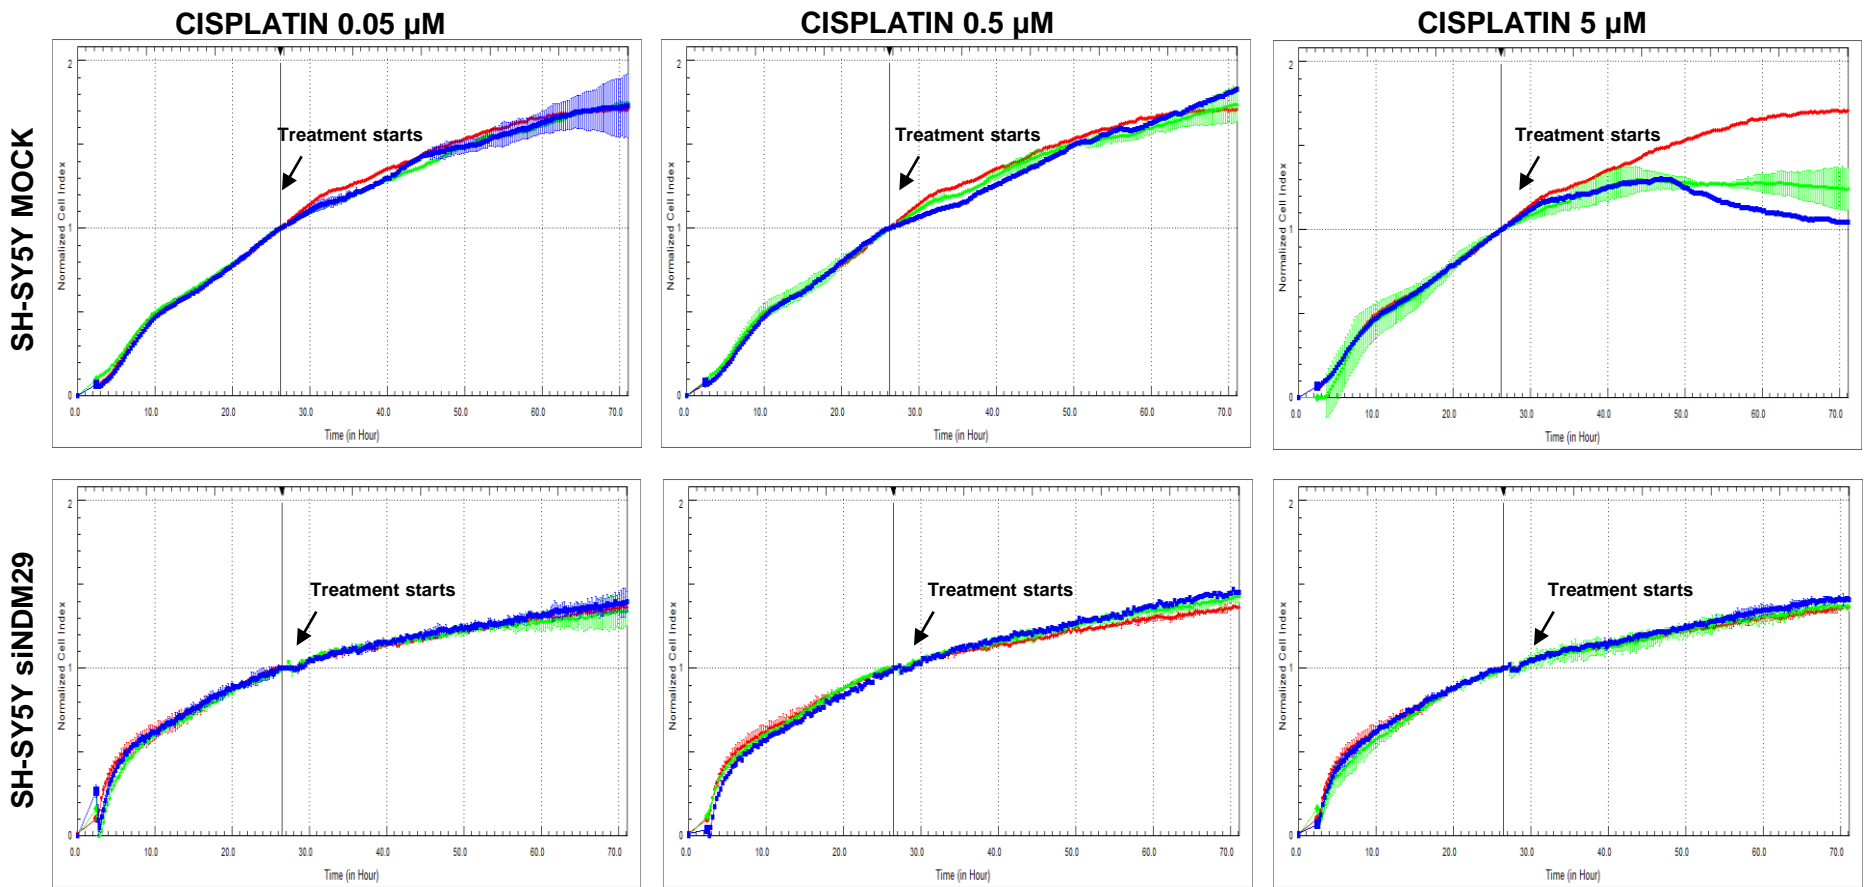 CISPLATIN 0.05 µM
CISPLATIN 0.5 µM
CISPLATIN 5 µM
SH-SY5Y MOCK
Normalized Cell Index
2
1
0
Treatment starts
0.0 10.0 20.0 30.0 40.0 50.0 60.0 70.0
Time (in Hour)
Normalized Cell Index
2
1
0
Treatment starts
0.0 10.0 20.0 30.0 40.0 50.0 60.0 70.0
Time (in Hour)
Normalized Cell Index
2
1
0
Treatment starts
0.0 10.0 20.0 30.0 40.0 50.0 60.0 70.0
Time (in Hour)
SH-SY5Y siNDM29
Normalized Cell Index
2
1
0
Treatment starts
0.0 10.0 20.0 30.0 40.0 50.0 60.0 70.0
Time (in Hour)
Normalized Cell Index
2
1
0
Treatment starts
0.0 10.0 20.0 30.0 40.0 50.0 60.0 70.0
Time (in Hour)
Normalized Cell Index
2
1
0
Treatment starts
0.0 10.0 20.0 30.0 40.0 50.0 60.0 70.0
Time (in Hour)